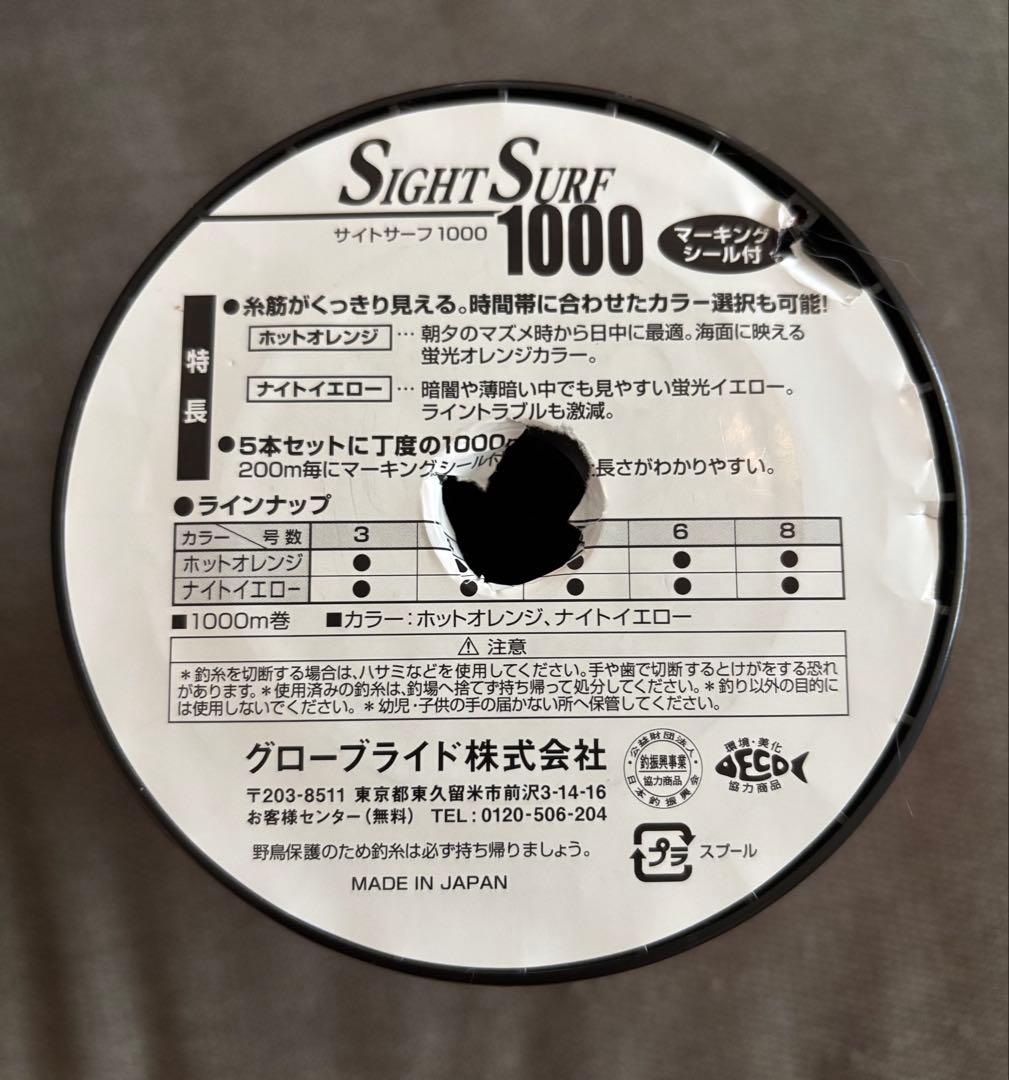 SIGHT SURF
サイトサーフ1000
1000
マーキング
シール付
特長
●糸筋がくっきり見える。時間帯に合わせたカラー選択も可能!
ホットオレンジ … 朝夕のマズメ時から日中に最適。海面に映える
蛍光オレンジカラー。
ナイトイエロー … 暗闇や薄暗い中でも見やすい蛍光イエロー。
ライントラブルも激減。
●5本セットに丁度の1000
200m毎にマーキングシール付 長さがわかりやすい。
●ラインナップ
カラー 号数 3 6 8
ホットオレンジ ● ● ● ●
ナイトイエロー ● ● ● ● ●
■1000m巻 ■カラー:ホットオレンジ、ナイトイエロー
⚠ 注意
*釣糸を切断する場合は、ハサミなどを使用してください。手や歯で切断するとけがをする恐れ
があります。*使用済みの釣糸は、釣場へ捨てず持ち帰って処分してください。*釣り以外の目的に
は使用しないでください。*幼児・子供の手の届かない所へ保管してください。
グローブライド株式会社
〒203-8511 東京都東久留米市前沢3-14-16
お客様センター(無料) TEL:0120-506-204
公益財団法人
釣振興事業
協力商品
日本釣振興会
環境・美化
ECO
協力商品
野鳥保護のため釣糸は必ず持ち帰りましょう。
プラ スプール
MADE IN JAPAN